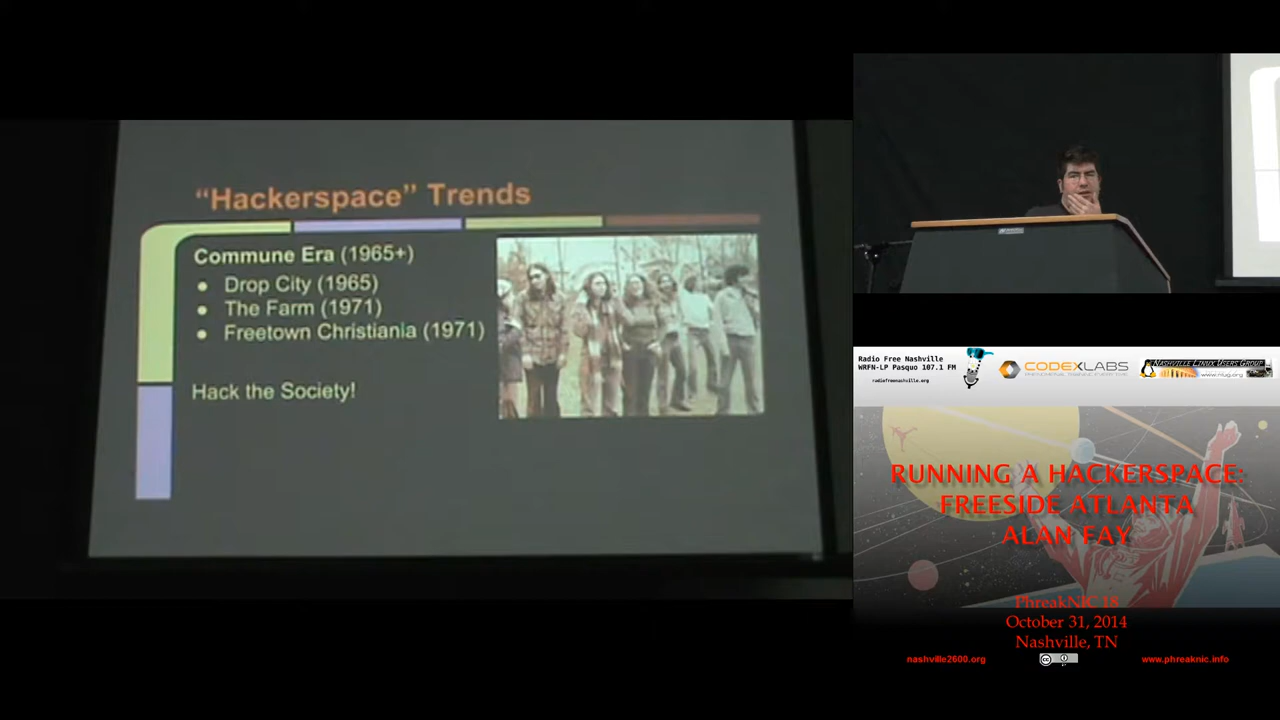 “Hackerspace” Trends
Commune Era (1965+)
● Drop City (1965)
● The Farm (1971)
● Freetown Christiania (1971)
Hack the Society!
Radio Free Nashville
WRFN-LP Pasquo 107.1 FM
radiofreenashville.org
CODEXLABS
NASHVILLE LINUX USERS GROUP
www.nlug.org
RUNNING A HACKERSPACE:
FREESIDE ATLANTA
ALAN FAY
PhreakNIC 18
October 31, 2014
Nashville, TN
nashville2600.org
cc
www.phreaknic.info